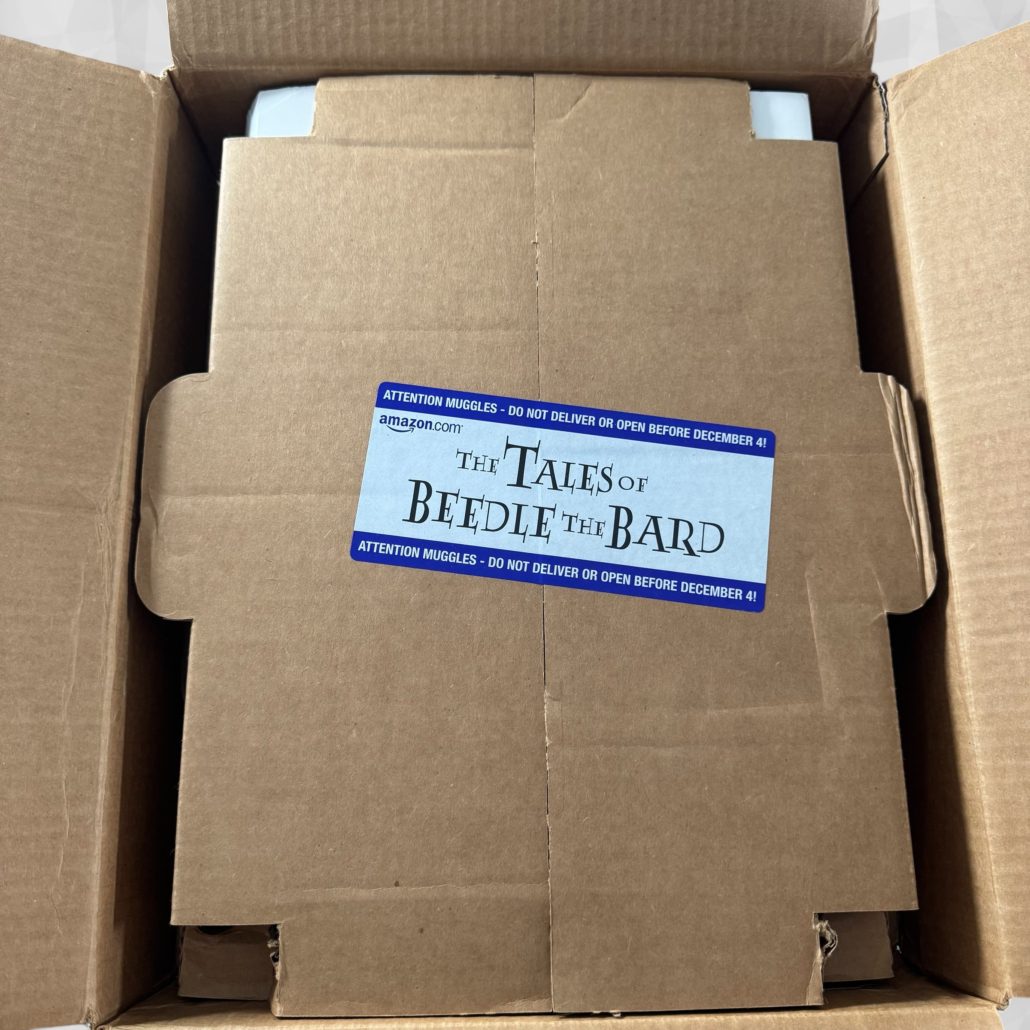 ATTENTION MUGGLES - DO NOT DELIVER OR OPEN BEFORE DECEMBER 4!
amazon.com
THE TALES OF
BEEDLE THE BARD
ATTENTION MUGGLES - DO NOT DELIVER OR OPEN BEFORE DECEMBER 4!